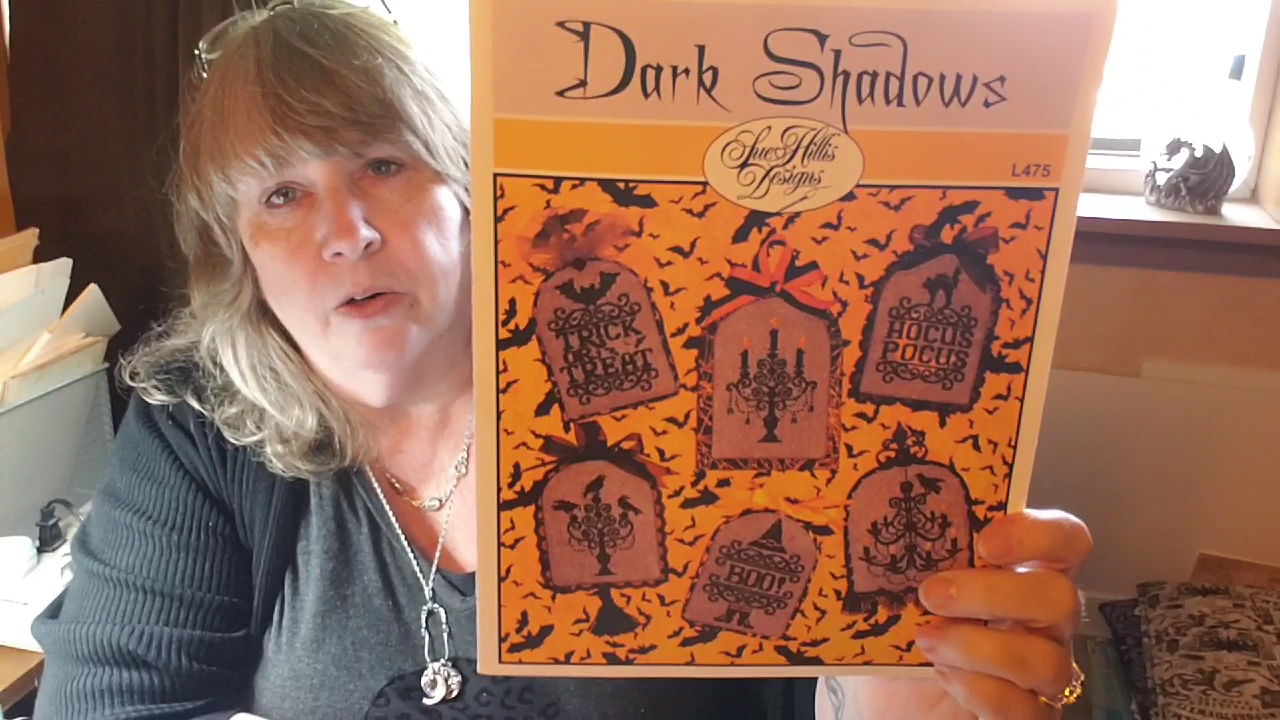 Dark Shadows
Sue Hillis
Designs
L475
TRICK
OR
TREAT
HOCUS
POCUS
BOO!